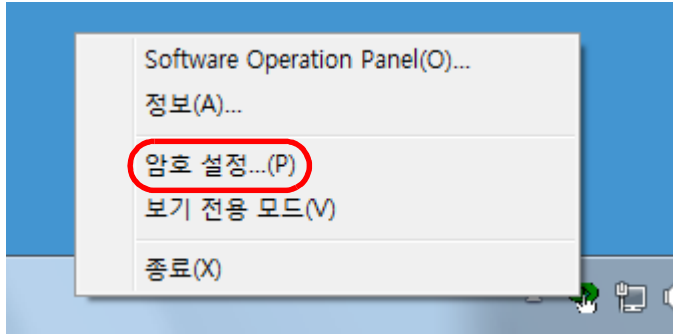 Software Operation Panel(O)...
정보(A)...
암호 설정...(P)
보기 전용 모드(V)
종료(X)